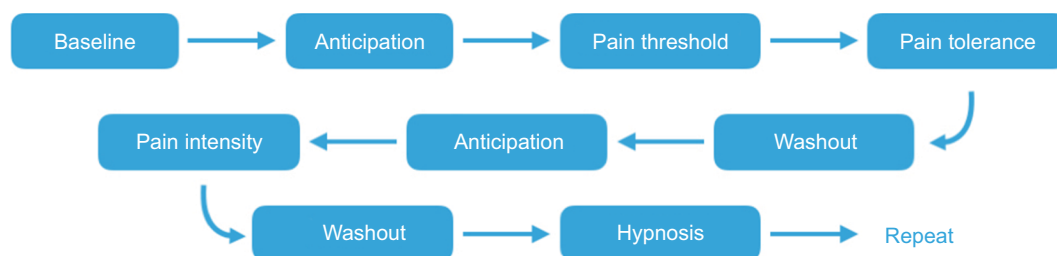 Baseline
Anticipation
Pain threshold
Pain tolerance
Washout
Anticipation
Pain intensity
Washout
Hypnosis
Repeat